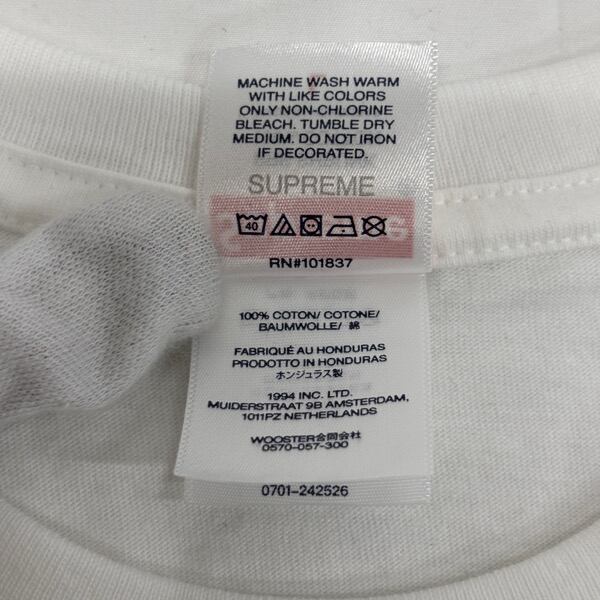 MACHINE WASH WARM
WITH LIKE COLORS
ONLY NON-CHLORINE
BLEACH. TUMBLE DRY
MEDIUM. DO NOT IRON
IF DECORATED.
SUPREME
40
RN#101837
100% COTON/ COTONE/
BAUMWOLLE/ 綿
FABRIQUÉ AU HONDURAS
PRODOTTO IN HONDURAS
ホンジュラス製
1994 INC. LTD.
MUIDERSTRAAT 9B AMSTERDAM,
1011PZ NETHERLANDS
WOOSTER合同会社
0570-057-300
0701-242526